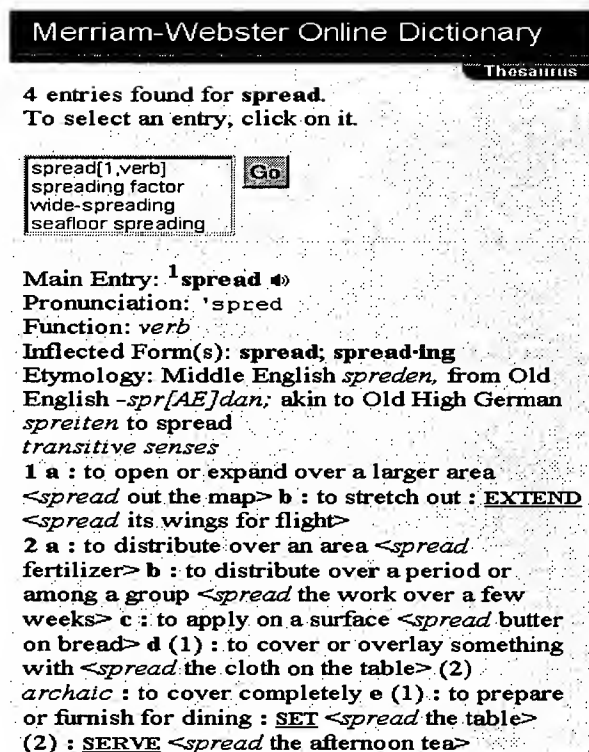 Merriam-Webster Online Dictionary
Thesaurus
4 entries found for spread.
To select an entry, click on it.
spread[1,verb]
spreading factor
wide-spreading
seafloor spreading
Go
Main Entry: 1spread
Pronunciation: 'spred
Function: verb
Inflected Form(s): spread; spread·ing
Etymology: Middle English spreden, from Old
English -spr[AE]dan; akin to Old High German
spreiten to spread
transitive senses
1 a : to open or expand over a larger area
<spread out the map> b : to stretch out : EXTEND
<spread its wings for flight>
2 a : to distribute over an area <spread
fertilizer> b : to distribute over a period or
among a group <spread the work over a few
weeks> c : to apply on a surface <spread butter
on bread> d (1) : to cover or overlay something
with <spread the cloth on the table> (2)
archaic : to cover completely e (1) : to prepare
or furnish for dining : SET <spread the table>
(2) : SERVE <spread the afternoon tea>